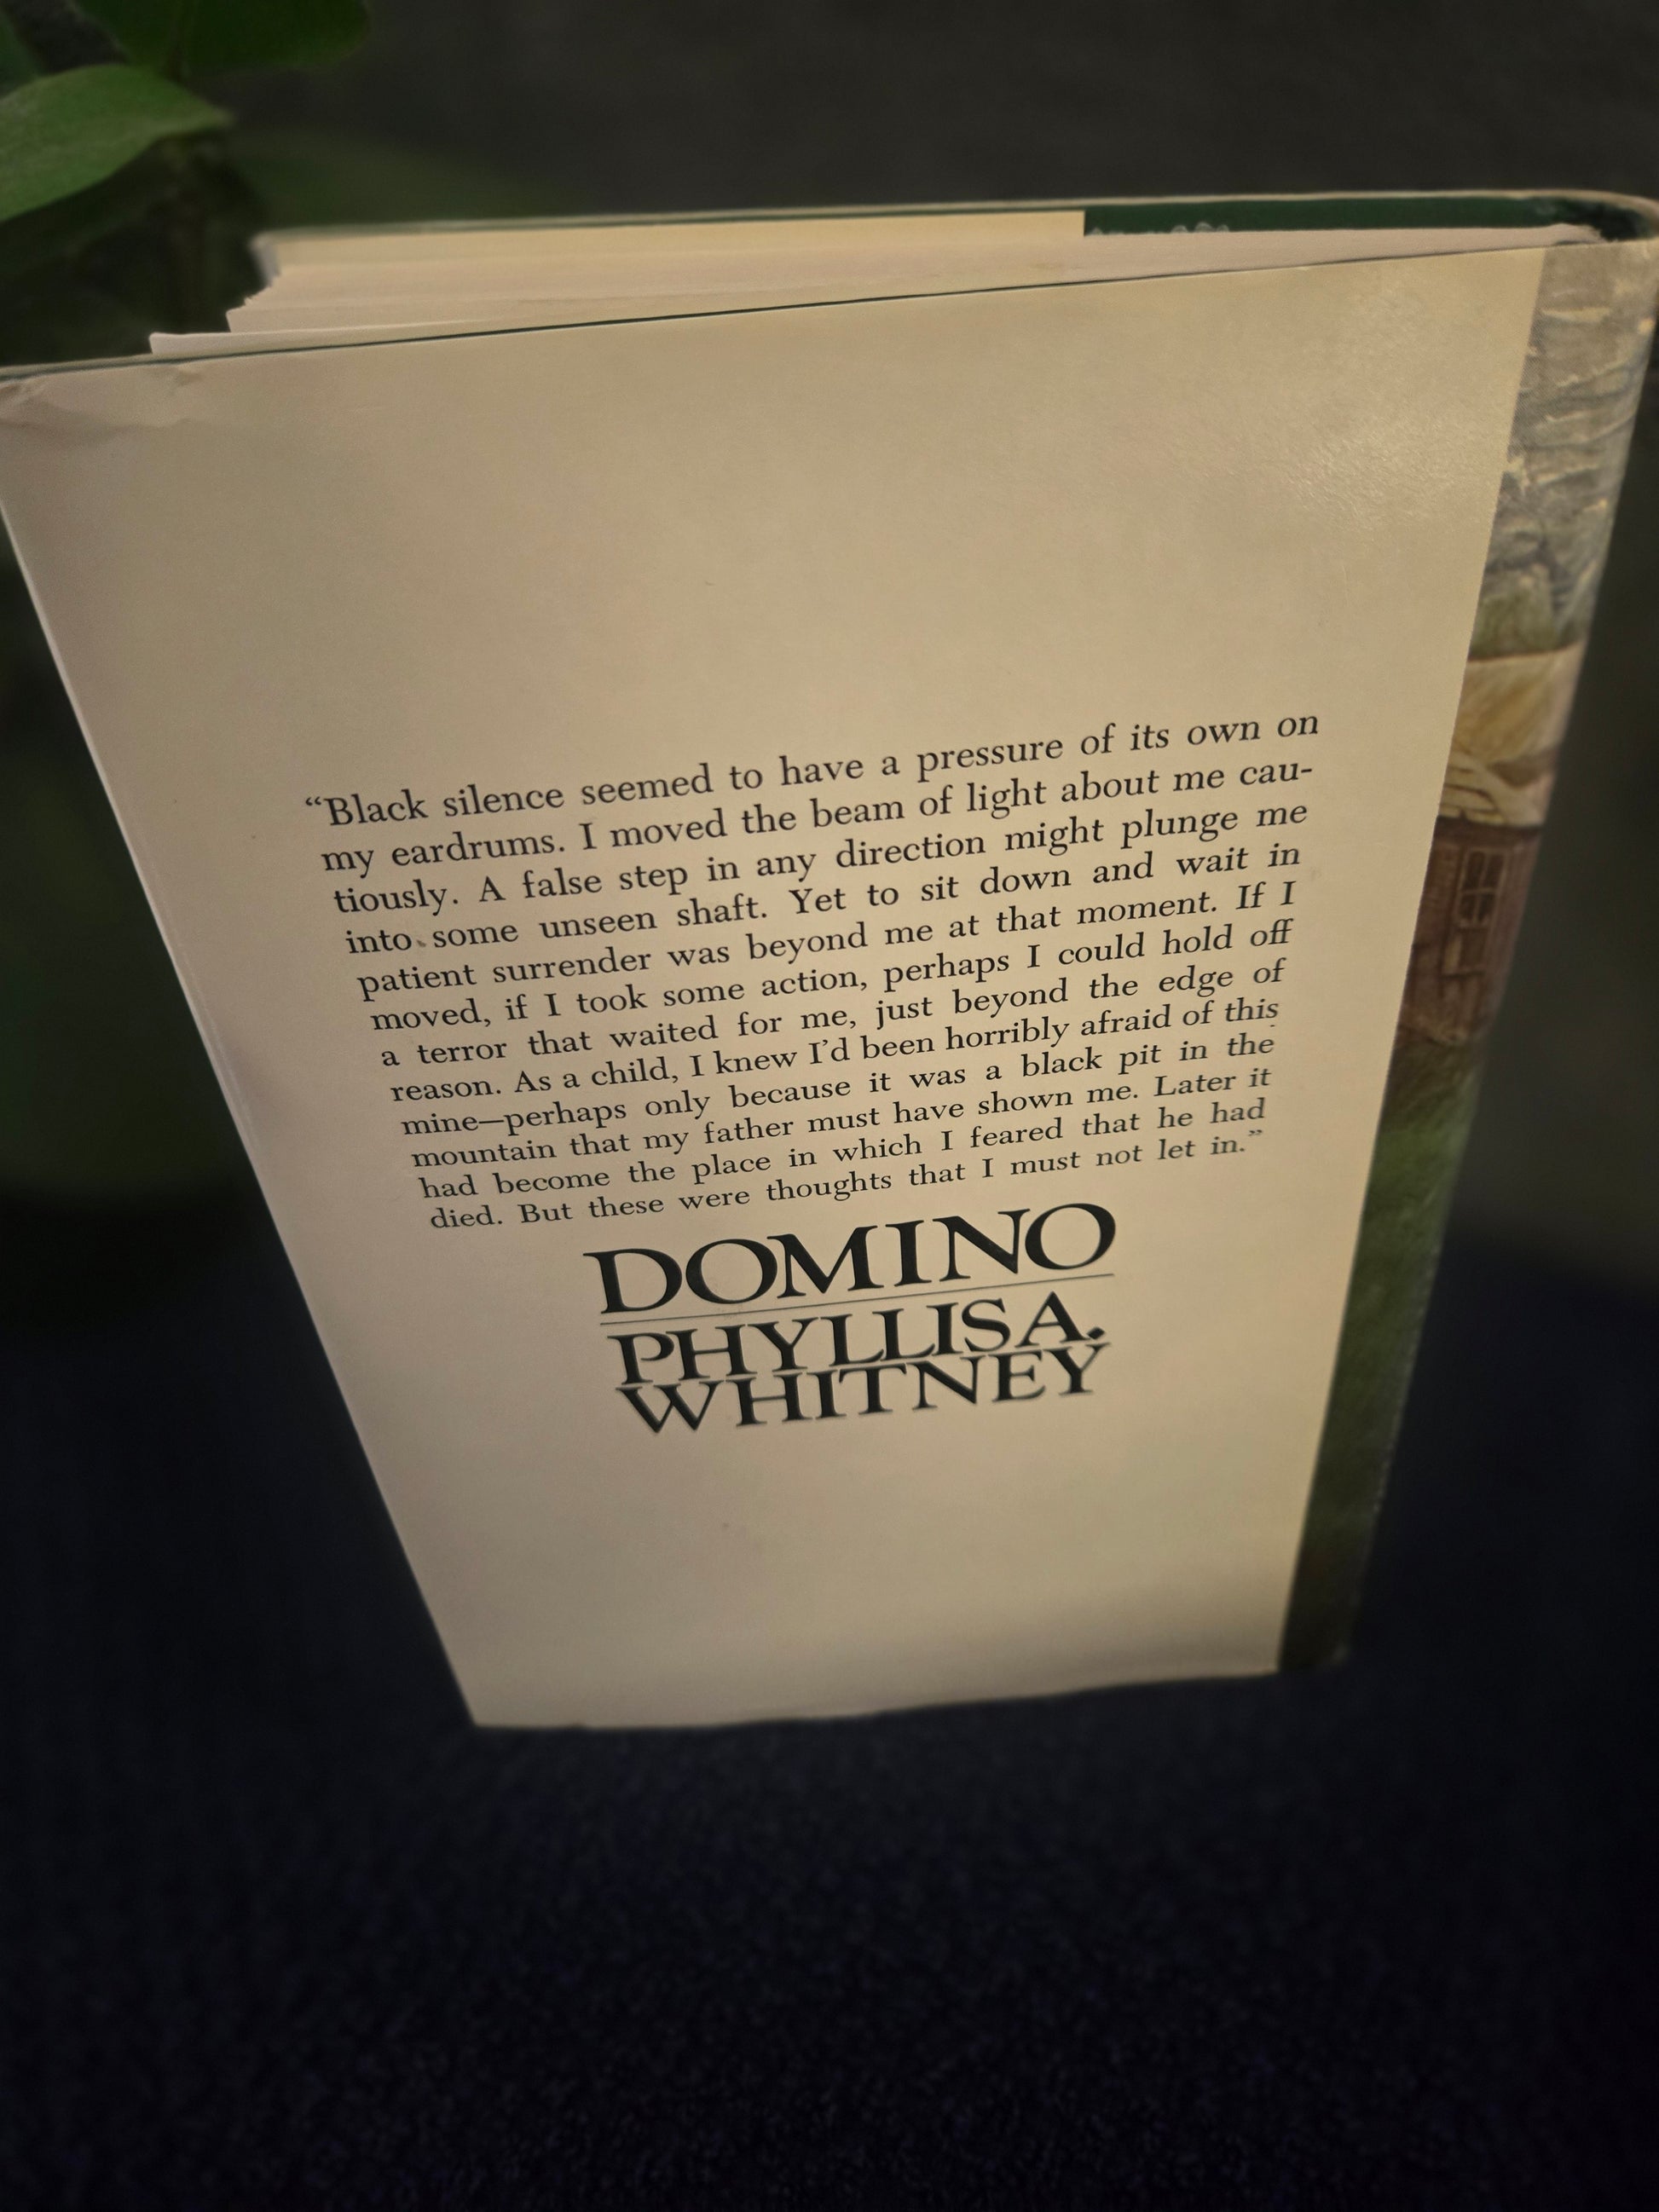 “Black silence seemed to have a pressure of its own on
my eardrums. I moved the beam of light about me cau-
tiously. A false step in any direction might plunge me
into some unseen shaft. Yet to sit down and wait in
patient surrender was beyond me at that moment. If I
moved, if I took some action, perhaps I could hold off
a terror that waited for me, just beyond the edge of
reason. As a child, I knew I’d been horribly afraid of this
mine—perhaps only because it was a black pit in the
mountain that my father must have shown me. Later it
had become the place in which I feared that he had
died. But these were thoughts that I must not let in.”
DOMINO
PHYLLIS A.
WHITNEY